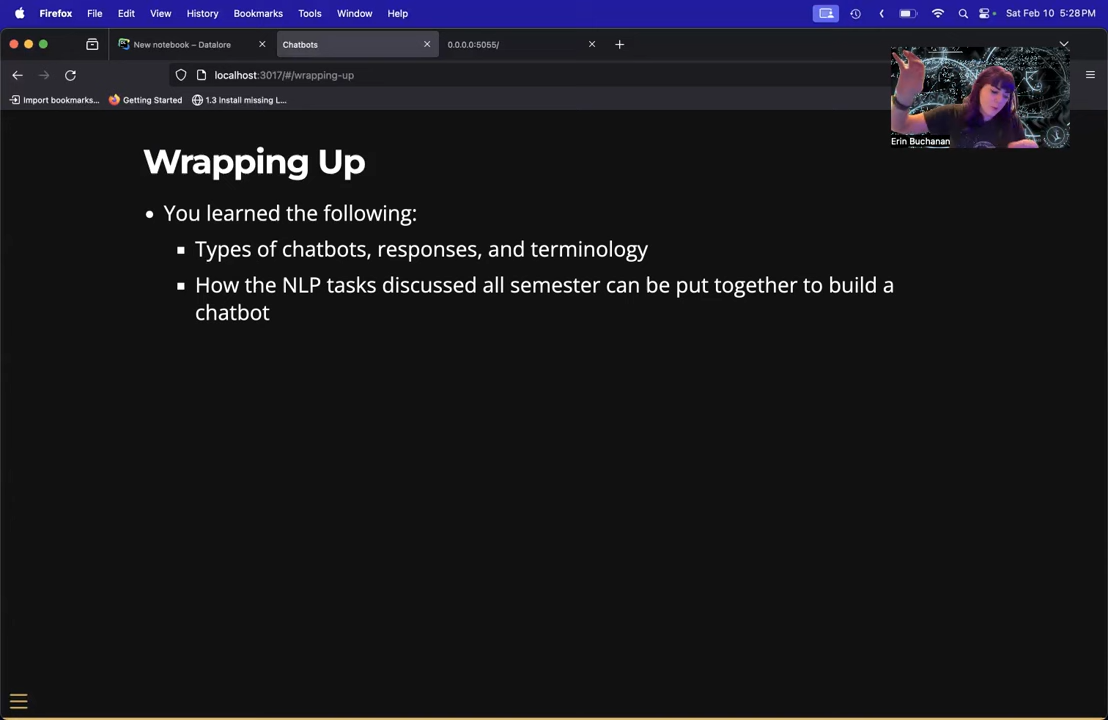 Firefox File Edit View History Bookmarks Tools Window Help Sat Feb 10 5:28 PM
New notebook – Datalore
Chatbots
0.0.0.0:5055/
localhost:3017/#/wrapping-up
Import bookmarks... Getting Started 1.3 Install missing L...
Erin Buchanan
Wrapping Up
You learned the following:
Types of chatbots, responses, and terminology
How the NLP tasks discussed all semester can be put together to build a
chatbot